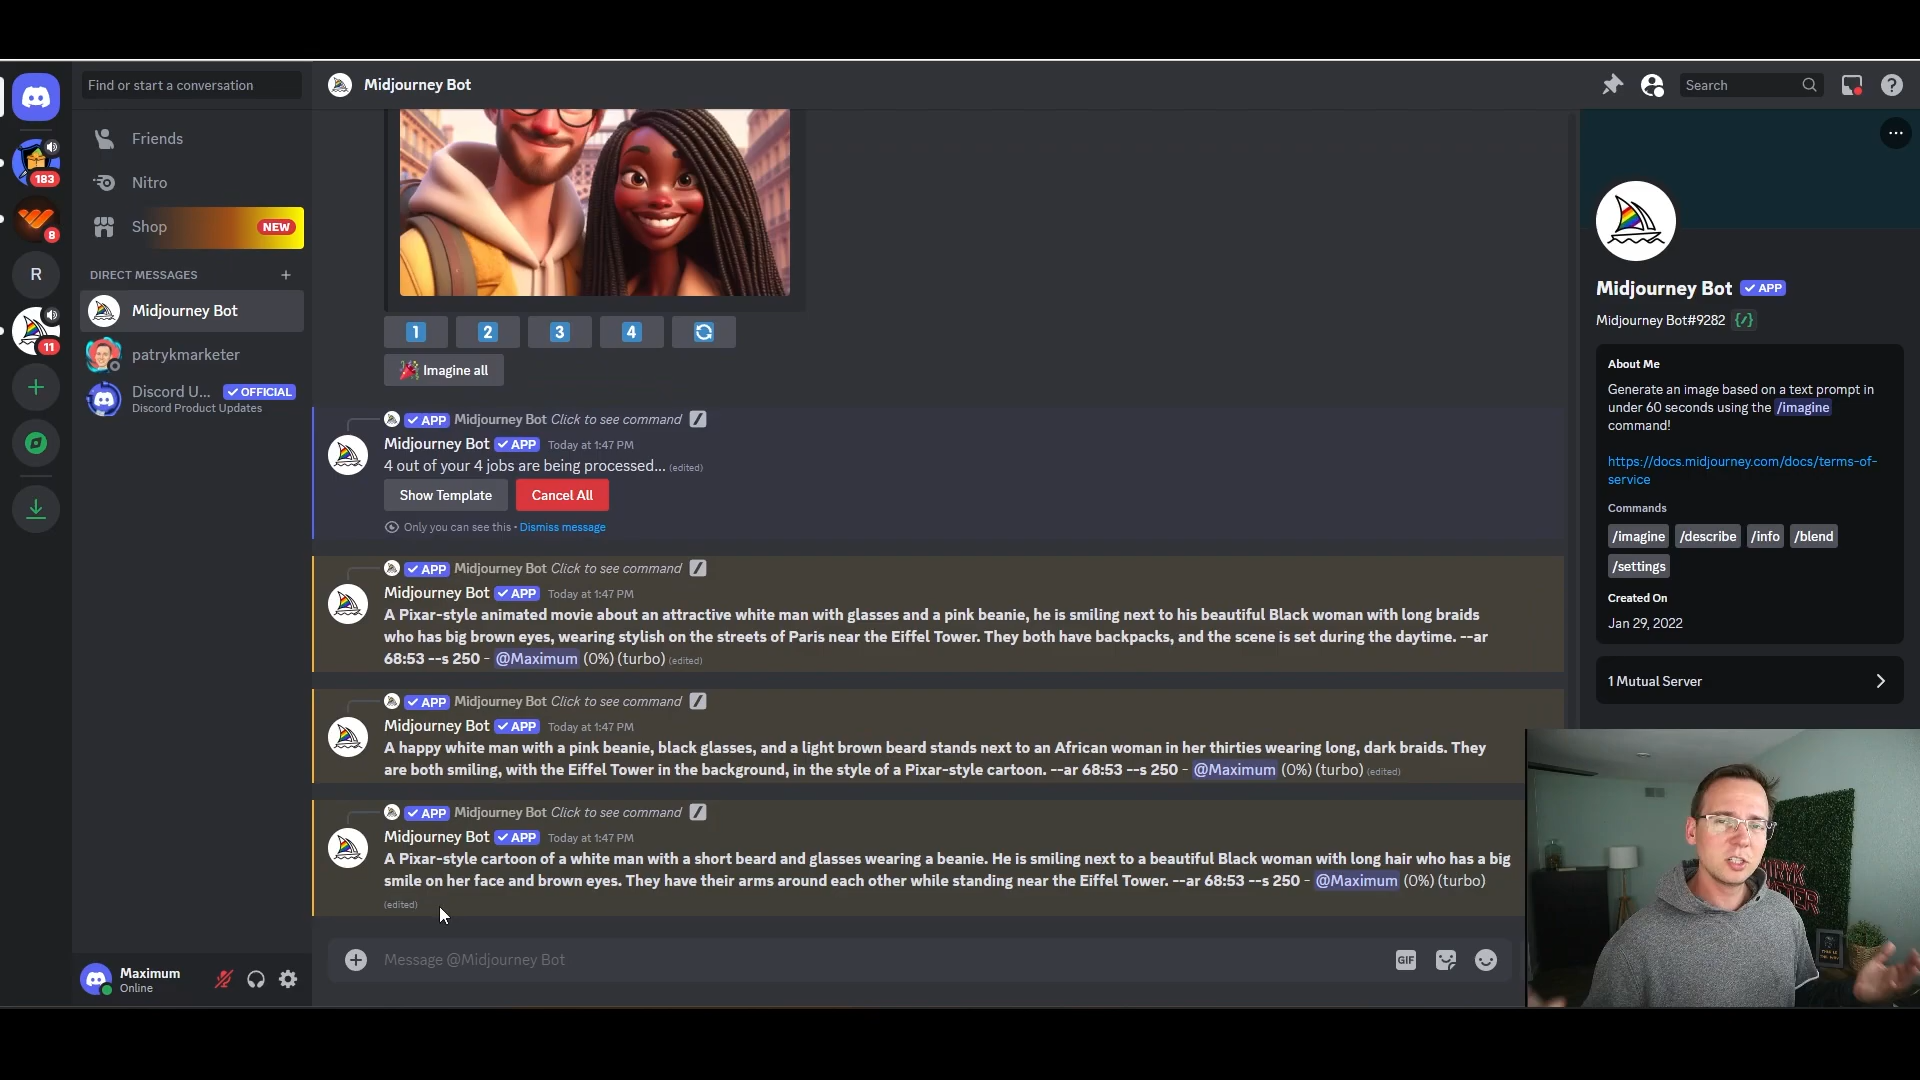 Find or start a conversation
Midjourney Bot
Search
183
Friends
Nitro
8
Shop
NEW
R
DIRECT MESSAGES
11
Midjourney Bot
patrykmarketer
Discord U...
OFFICIAL
Discord Product Updates
Maximum
Online
1 2 3 4
Imagine all
APP Midjourney Bot Click to see command
Midjourney Bot APP Today at 1:47 PM
4 out of your 4 jobs are being processed... (edited)
Show Template
Cancel All
Only you can see this • Dismiss message
APP Midjourney Bot Click to see command
Midjourney Bot APP Today at 1:47 PM
A Pixar-style animated movie about an attractive white man with glasses and a pink beanie, he is smiling next to his beautiful Black woman with long braids
who has big brown eyes, wearing stylish on the streets of Paris near the Eiffel Tower. They both have backpacks, and the scene is set during the daytime. --ar
68:53 --s 250 - @Maximum (0%) (turbo) (edited)
APP Midjourney Bot Click to see command
Midjourney Bot APP Today at 1:47 PM
A happy white man with a pink beanie, black glasses, and a light brown beard stands next to an African woman in her thirties wearing long, dark braids. They
are both smiling, with the Eiffel Tower in the background, in the style of a Pixar-style cartoon. --ar 68:53 --s 250 - @Maximum (0%) (turbo) (edited)
APP Midjourney Bot Click to see command
Midjourney Bot APP Today at 1:47 PM
A Pixar-style cartoon of a white man with a short beard and glasses wearing a beanie. He is smiling next to a beautiful Black woman with long hair who has a big
smile on her face and brown eyes. They have their arms around each other while standing near the Eiffel Tower. --ar 68:53 --s 250 - @Maximum (0%) (turbo)
(edited)
Message @Midjourney Bot
GIF
Midjourney Bot APP
Midjourney Bot#9282 {/}
About Me
Generate an image based on a text prompt in
under 60 seconds using the /imagine
command!
https://docs.midjourney.com/docs/terms-of-
service
Commands
/imagine /describe /info /blend
/settings
Created On
Jan 29, 2022
1 Mutual Server